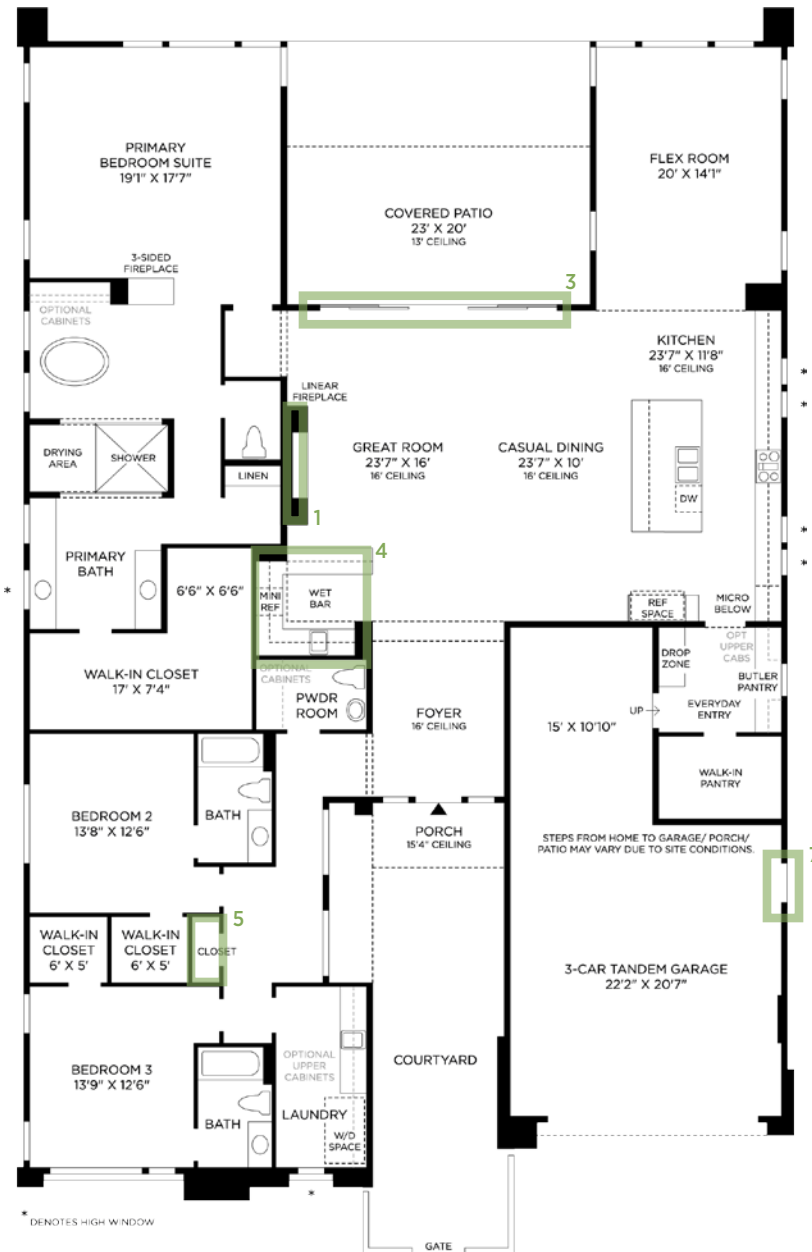 PRIMARY
BEDROOM SUITE
19'1" X 17'7"
COVERED PATIO
23' X 20'
13' CEILING
FLEX ROOM
20' X 14'1"
3-SIDED
FIREPLACE
3
OPTIONAL
CABINETS
KITCHEN
23'7" X 11'8"
16' CEILING
*
*
LINEAR
FIREPLACE
GREAT ROOM
23'7" X 16'
16' CEILING
CASUAL DINING
23'7" X 10'
16' CEILING
DRYING
AREA
SHOWER
LINEN
DW
1
*
*
PRIMARY
BATH
4
*
6'6" X 6'6"
MINI
REF
WET
BAR
REF
SPACE
MICRO
BELOW
OPT
UPPER
CABS
DROP
ZONE
BUTLER
PANTRY
WALK-IN CLOSET
17' X 7'4"
OPTIONAL
CABINETS
PWDR
ROOM
FOYER
16' CEILING
UP
EVERYDAY
ENTRY
15' X 10'10"
WALK-IN
PANTRY
BEDROOM 2
13'8" X 12'6"
BATH
PORCH
15'4" CEILING
STEPS FROM HOME TO GARAGE/ PORCH/
PATIO MAY VARY DUE TO SITE CONDITIONS.
WALK-IN
CLOSET
6' X 5'
WALK-IN
CLOSET
6' X 5'
CLOSET
5
3-CAR TANDEM GARAGE
22'2" X 20'7"
BEDROOM 3
13'9" X 12'6"
BATH
OPTIONAL
UPPER
CABINETS
LAUNDRY
W/D
SPACE
COURTYARD
*
* DENOTES HIGH WINDOW
GATE